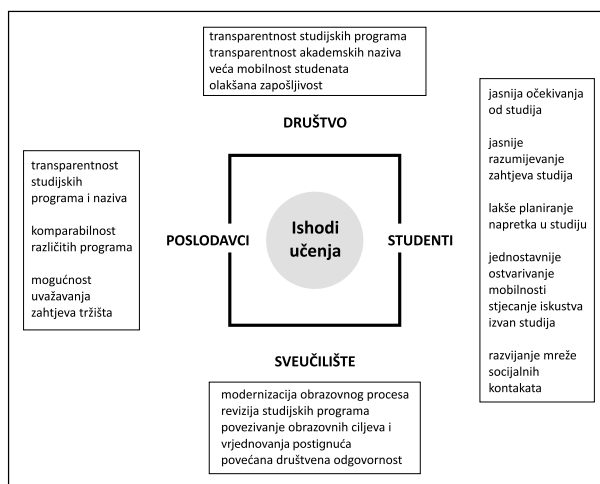 transparentnost studijskih programa
transparentnost akademskih naziva
veća mobilnost studenata
olakšana zapošljivost
DRUŠTVO
transparentnost
studijskih
programa i naziva
komparabilnost
različitih programa
mogućnost
uvažavanja
zahtjeva tržišta
POSLODAVCI
Ishodi
učenja
STUDENTI
jasnija očekivanja
od studija
jasnije
razumijevanje
zahtjeva studija
lakše planiranje
napretka u studiju
jednostavnije
ostvarivanje
mobilnosti
stjecanje iskustva
izvan studija
razvijanje mreže
socijalnih
kontakata
SVEUČILIŠTE
modernizacija obrazovnog procesa
revizija studijskih programa
povezivanje obrazovnih ciljeva i
vrjednovanja postignuća
povećana društvena odgovornost